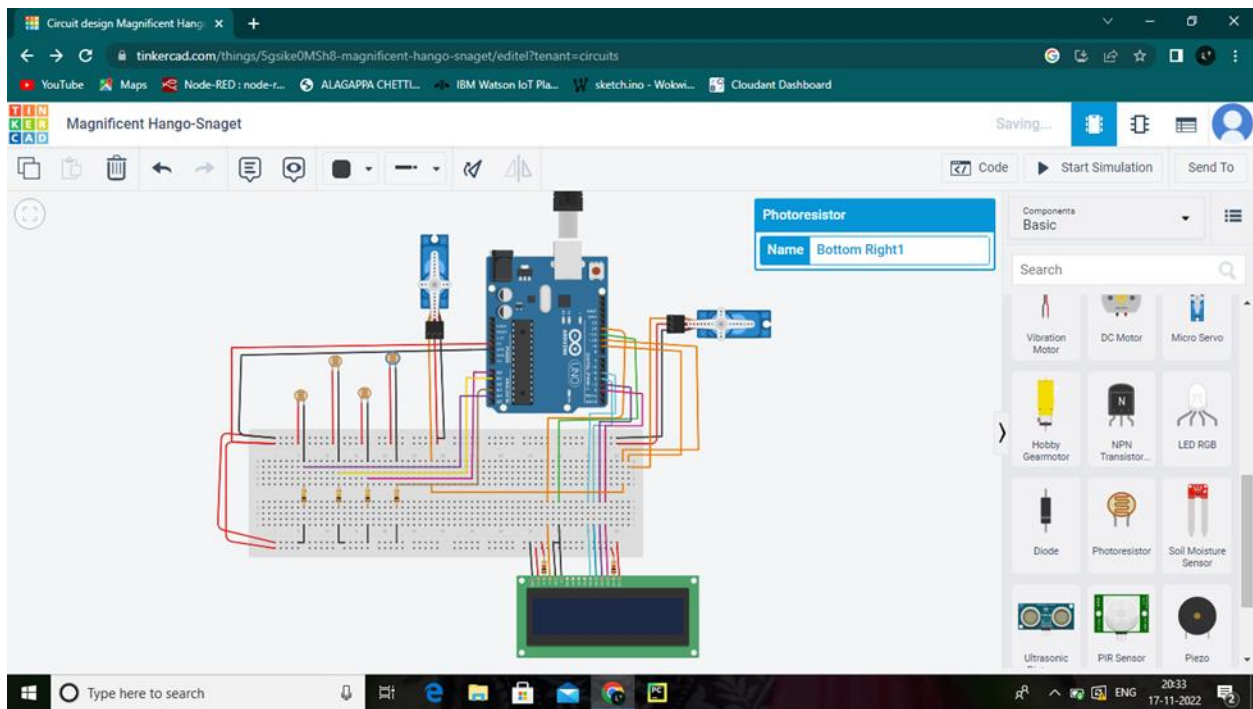 Circuit design Magnificent Hang
tinkercad.com/things/5gsike0MSh8-magnificent-hango-snaget/editel?tenant=circuits
YouTube Maps Node-RED : node-r... ALAGAPPA CHETTI... IBM Watson IoT Pla... sketch.ino - Wokwi... Cloudant Dashboard
TIN
KER
CAD
Magnificent Hango-Snaget
Saving...
Code Start Simulation Send To
Photoresistor
Name Bottom Right1
Components
Basic
Search
Vibration
Motor
DC Motor
Micro Servo
Hobby
Gearmotor
N
NPN
Transistor...
LED RGB
Diode
Photoresistor
Soil Moisture
Sensor
Ultrasonic
PIR Sensor
Piezo
ARDUINO
UNO
Type here to search
PC
ENG
20:33
17-11-2022
2